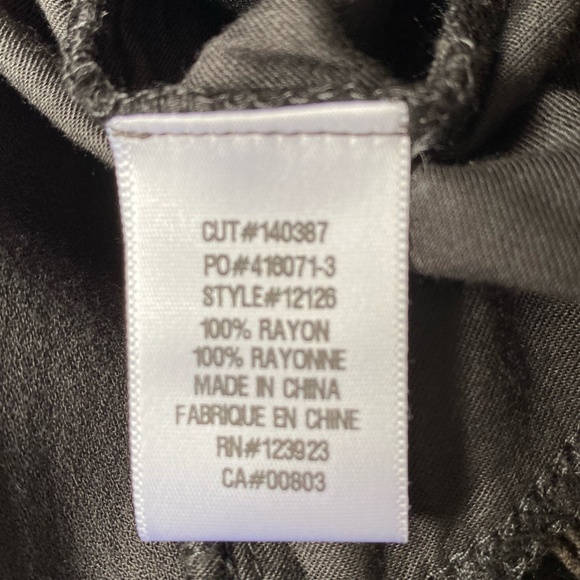 CUT#140387
PO#416071-3
STYLE#12126
100% RAYON
100% RAYONNE
MADE IN CHINA
FABRIQUE EN CHINE
RN#123923
CA#00803